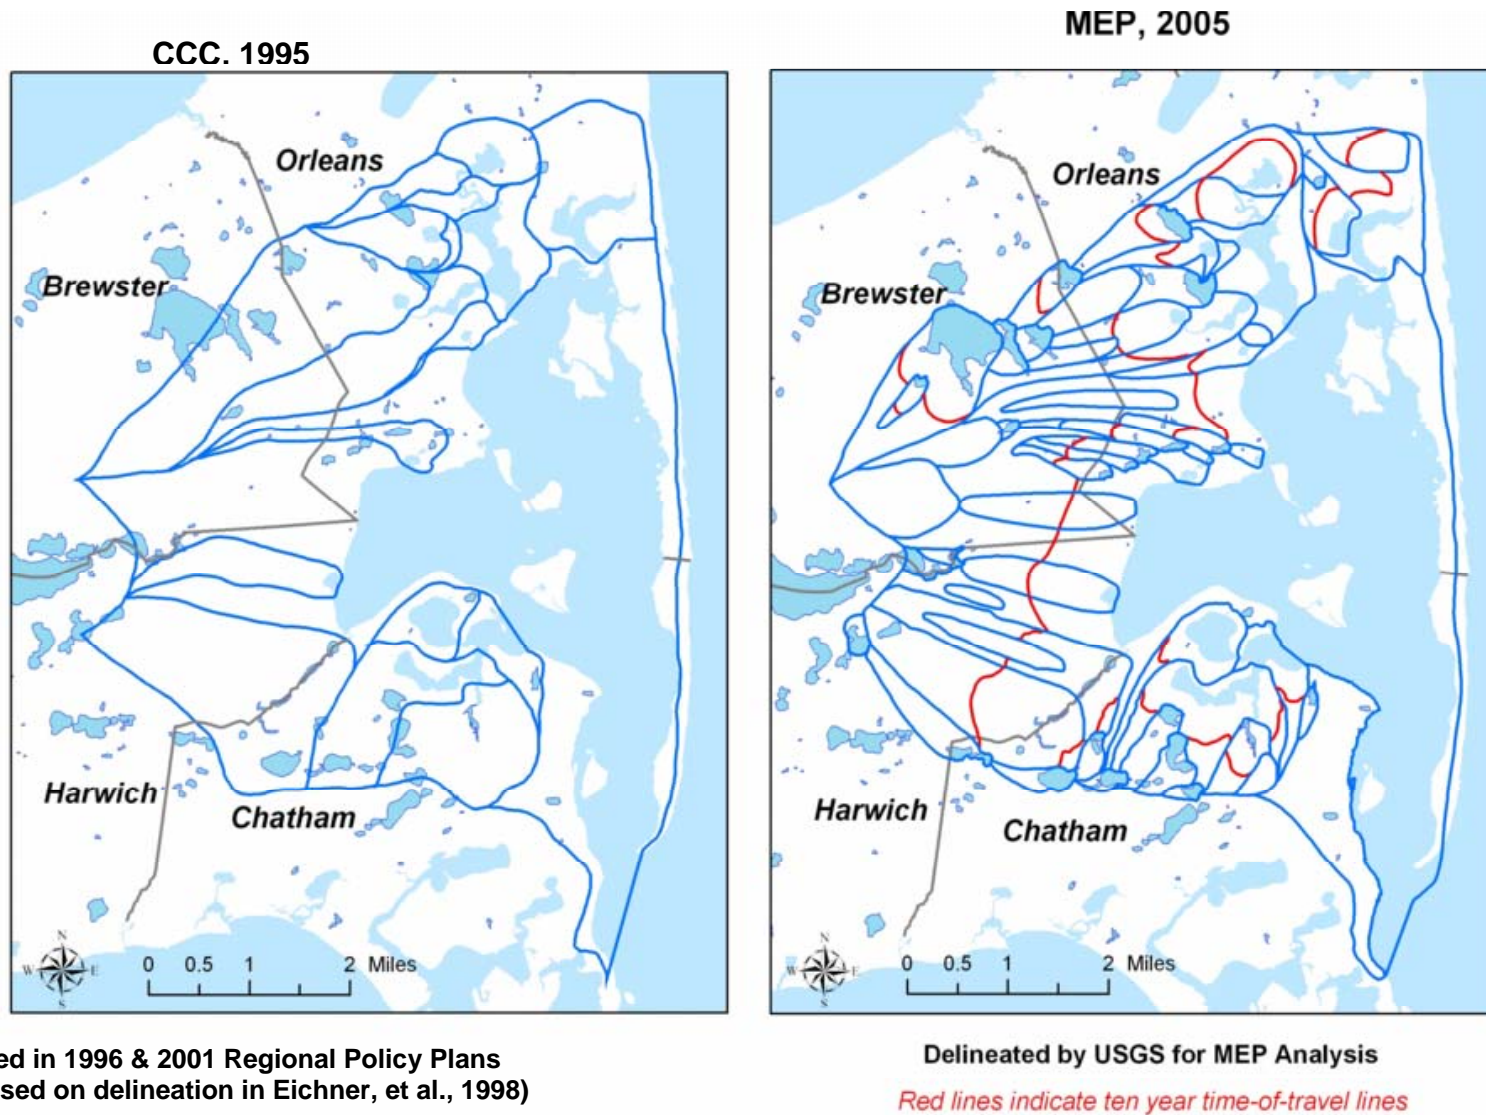 CCC, 1995
MEP, 2005
Orleans
Brewster
Harwich
Chatham
N
W E
S
0 0.5 1 2 Miles
Orleans
Brewster
Harwich
Chatham
N
W E
S
0 0.5 1 2 Miles
ed in 1996 & 2001 Regional Policy Plans
sed on delineation in Eichner, et al., 1998)
Delineated by USGS for MEP Analysis
Red lines indicate ten year time-of-travel lines